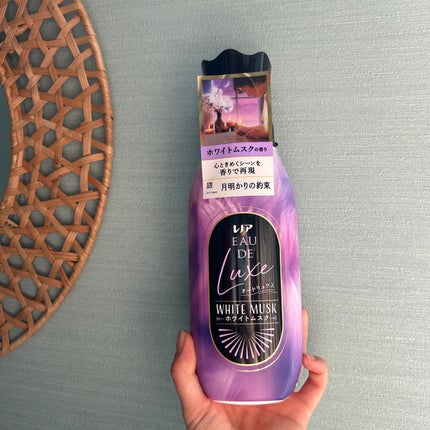 ホワイトムスクの香り
心ときめくシーンを
香りで再現
月明かりの約束
レノア
EAU
DE
Luxe
オードリュクス
WHITE MUSK
ホワイトムスク